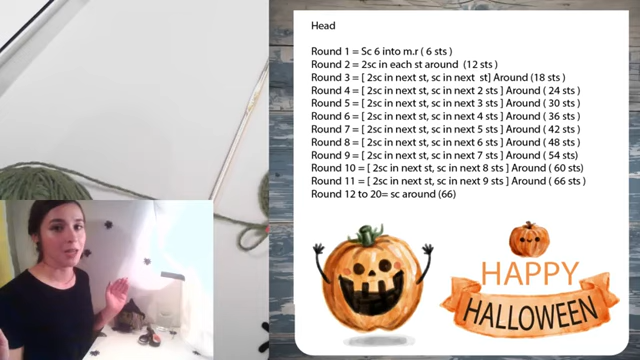 Head
Round 1 = Sc 6 into m.r ( 6 sts )
Round 2 = 2sc in each st around (12 sts )
Round 3 = [ 2sc in next st, sc in next st] Around (18 sts )
Round 4 = [ 2sc in next st, sc in next 2 sts ] Around ( 24 sts )
Round 5 = [ 2sc in next st, sc in next 3 sts ] Around ( 30 sts )
Round 6 = [ 2sc in next st, sc in next 4 sts ] Around ( 36 sts )
Round 7 = [ 2sc in next st, sc in next 5 sts ] Around ( 42 sts )
Round 8 = [ 2sc in next st, sc in next 6 sts ] Around ( 48 sts )
Round 9 = [ 2sc in next st, sc in next 7 sts ] Around ( 54 sts)
Round 10 = [ 2sc in next st, sc in next 8 sts ] Around ( 60 sts)
Round 11 = [ 2sc in next st, sc in next 9 sts ] Around ( 66 sts )
Round 12 to 20= sc around (66)
HAPPY
HALLOWEEN